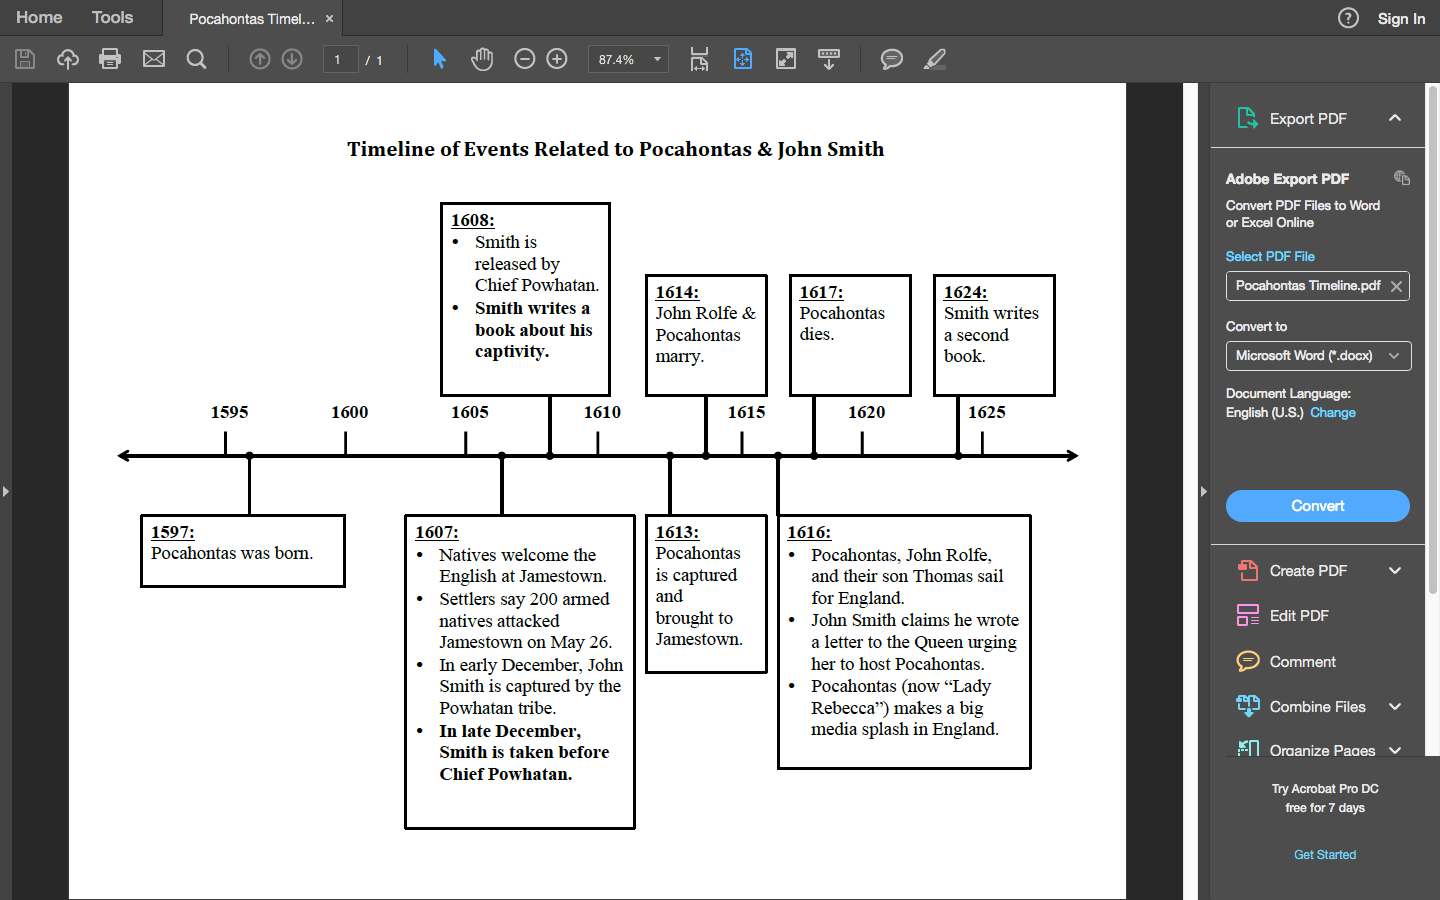 Home
Tools
Pocahontas Timel... ×
?
Sign In
1 / 1
87.4%
Timeline of Events Related to Pocahontas & John Smith
1608:
• Smith is
released by
Chief Powhatan.
• Smith writes a
book about his
captivity.
1614:
John Rolfe &
Pocahontas
marry.
1617:
Pocahontas
dies.
1624:
Smith writes
a second
book.
1595 1600 1605 1610 1615 1620 1625
1597:
Pocahontas was born.
1607:
• Natives welcome the
English at Jamestown.
• Settlers say 200 armed
natives attacked
Jamestown on May 26.
• In early December, John
Smith is captured by the
Powhatan tribe.
• In late December,
Smith is taken before
Chief Powhatan.
1613:
Pocahontas
is captured
and
brought to
Jamestown.
1616:
• Pocahontas, John Rolfe,
and their son Thomas sail
for England.
• John Smith claims he wrote
a letter to the Queen urging
her to host Pocahontas.
• Pocahontas (now “Lady
Rebecca”) makes a big
media splash in England.
Export PDF
Adobe Export PDF
Convert PDF Files to Word
or Excel Online
Select PDF File
Pocahontas Timeline.pdf
Convert to
Microsoft Word (*.docx)
Document Language:
English (U.S.) Change
Convert
Create PDF
Edit PDF
Comment
Combine Files
Organize Pages
Try Acrobat Pro DC
free for 7 days
Get Started